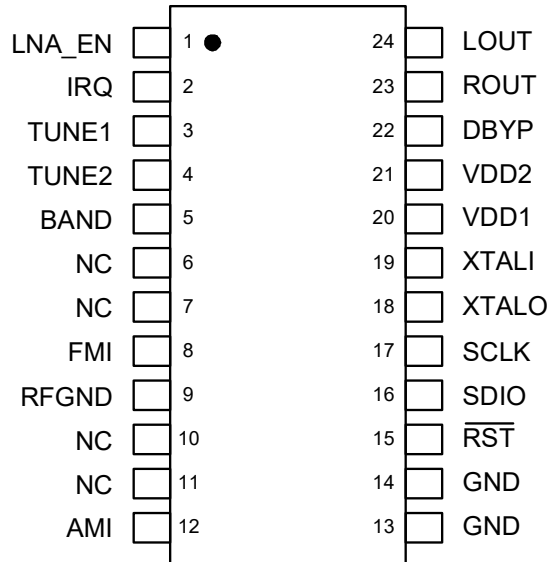 LNA_EN 1 24 LOUT
IRQ 2 23 ROUT
TUNE1 3 22 DBYP
TUNE2 4 21 VDD2
BAND 5 20 VDD1
NC 6 19 XTALI
NC 7 18 XTALO
FMI 8 17 SCLK
RFGND 9 16 SDIO
NC 10 15 R̅S̅T̅
NC 11 14 GND
AMI 12 13 GND